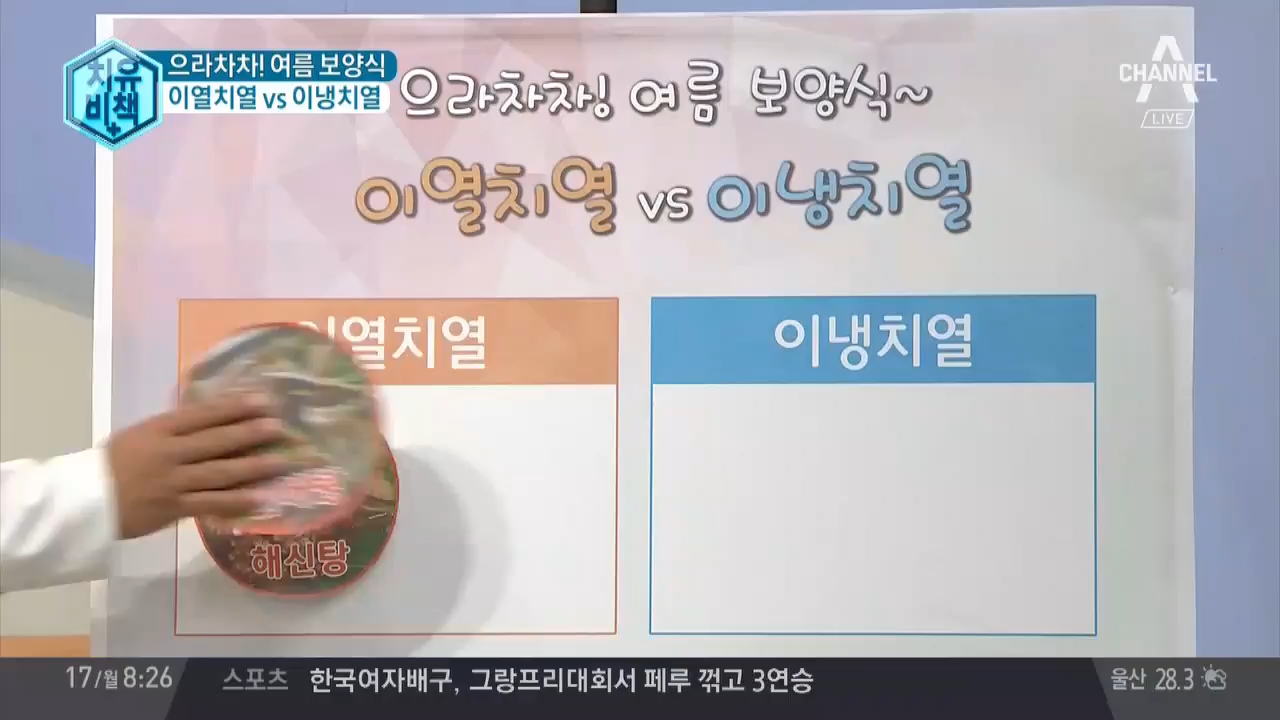 치유
비책
으라차차! 여름 보양식
이열치열 vs 이냉치열
CHANNEL A
LIVE
으라차차! 여름 보양식~
이열치열 vs 이냉치열
이열치열
이냉치열
해신탕
17/월 8:26
스포츠
한국여자배구, 그랑프리대회서 페루 꺾고 3연승
울산 28.3